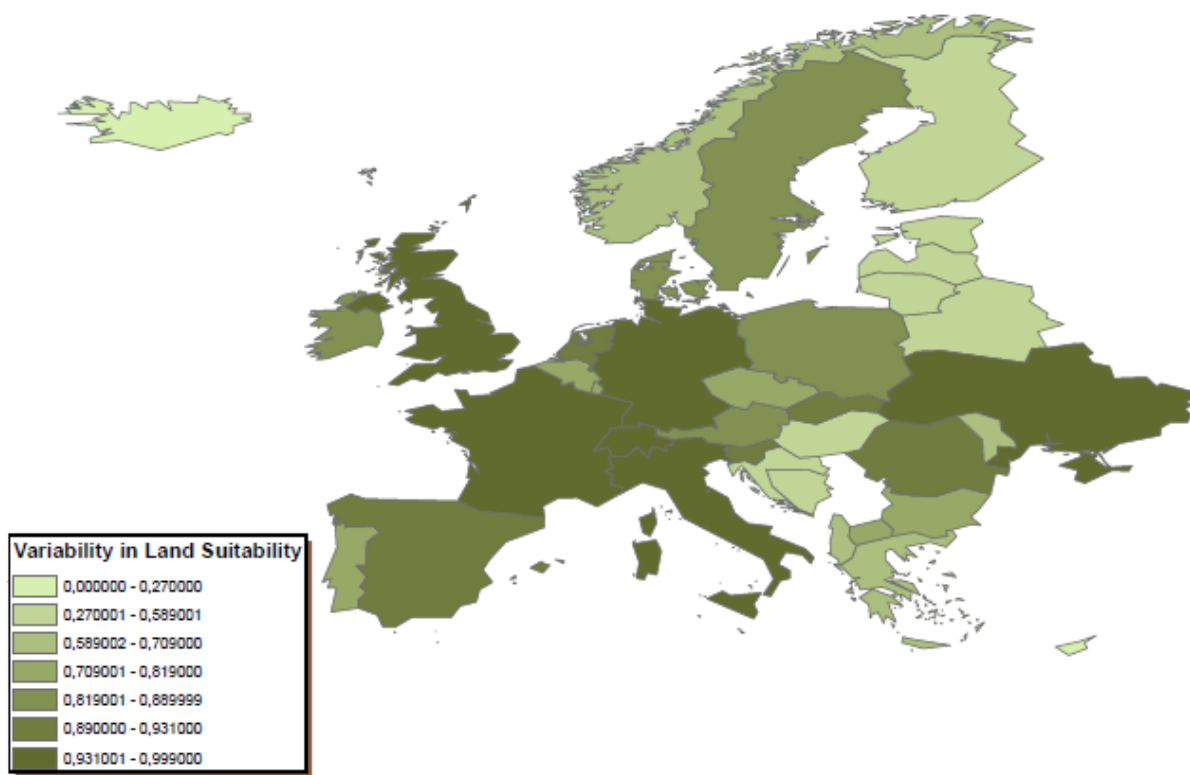 Variability in Land Suitability
0,000000 - 0,270000
0,270001 - 0,589001
0,589002 - 0,709000
0,709001 - 0,819000
0,819001 - 0,889999
0,890000 - 0,931000
0,931001 - 0,999000